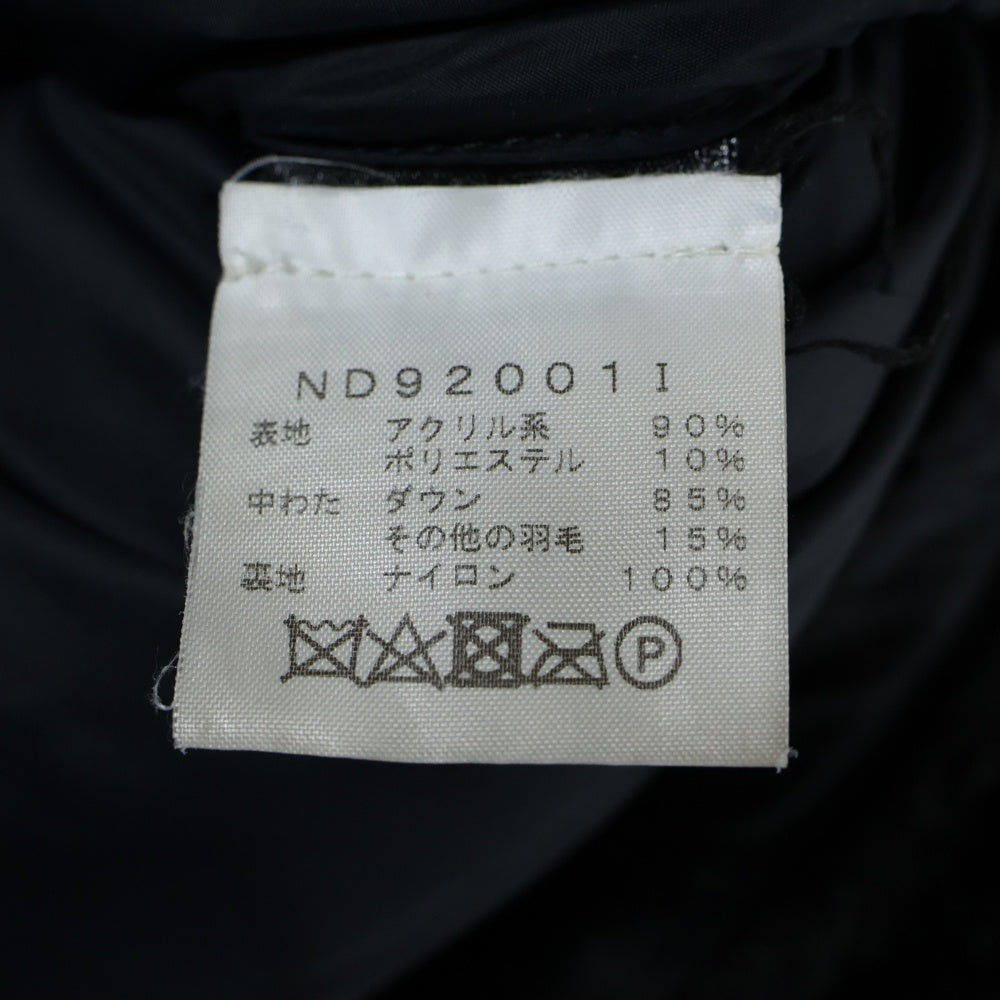 ND92001I
表地 アクリル系 90%
ポリエステル 10%
中わた ダウン 85%
その他の羽毛 15%
裏地 ナイロン 100%
P